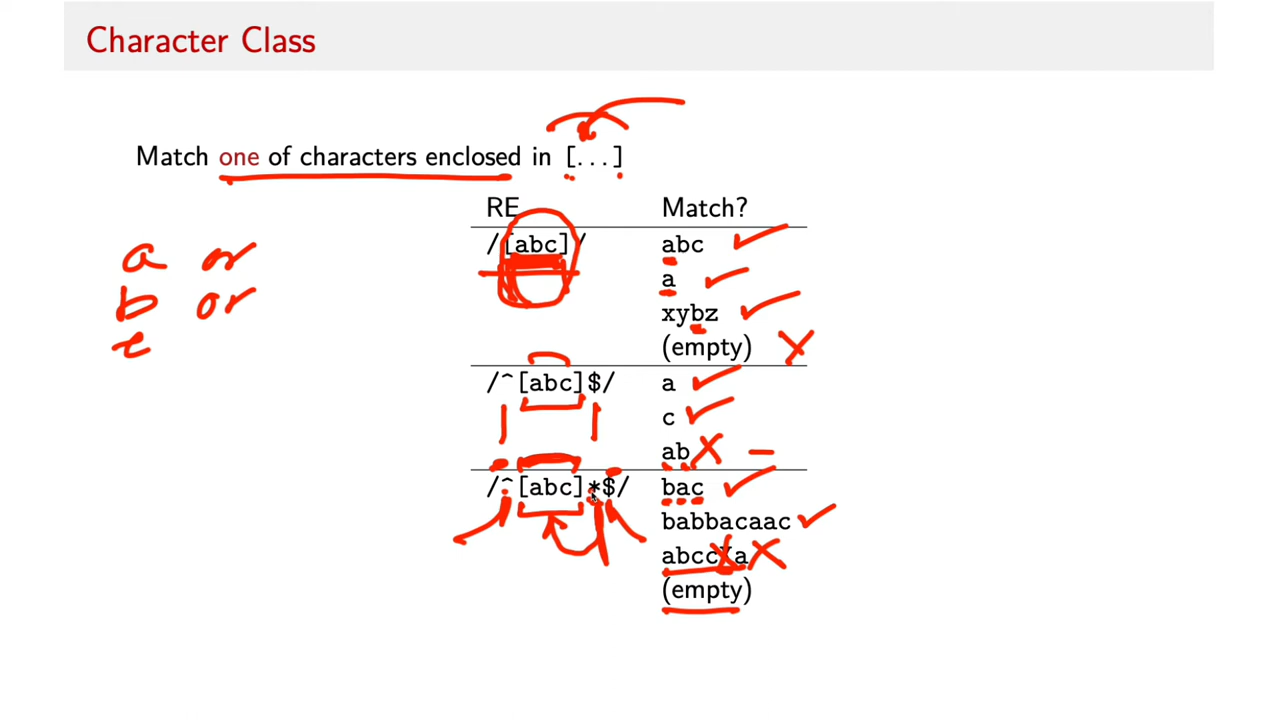 Character Class
Match one of characters enclosed in [...]
RE Match?
/[abc]/ abc
a or
a
b or
xybz
c
(empty)
/^[abc]$/ a
c
ab
/^[abc]*$/ bac
babbacaac
abccXa
(empty)